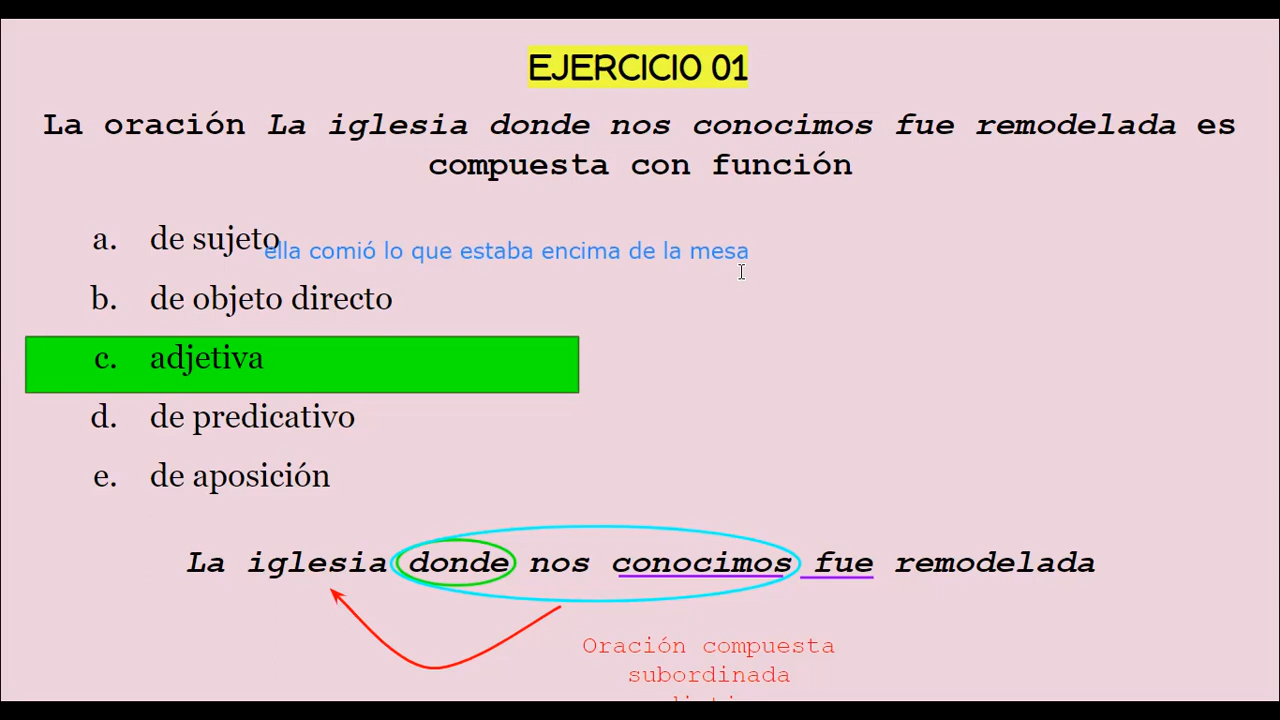 EJERCICIO 01
La oración La iglesia donde nos conocimos fue remodelada es
compuesta con función
a. de sujeto
ella comió lo que estaba encima de la mesa
b. de objeto directo
c. adjetiva
d. de predicativo
e. de aposición
La iglesia donde nos conocimos fue remodelada
Oración compuesta
subordinada